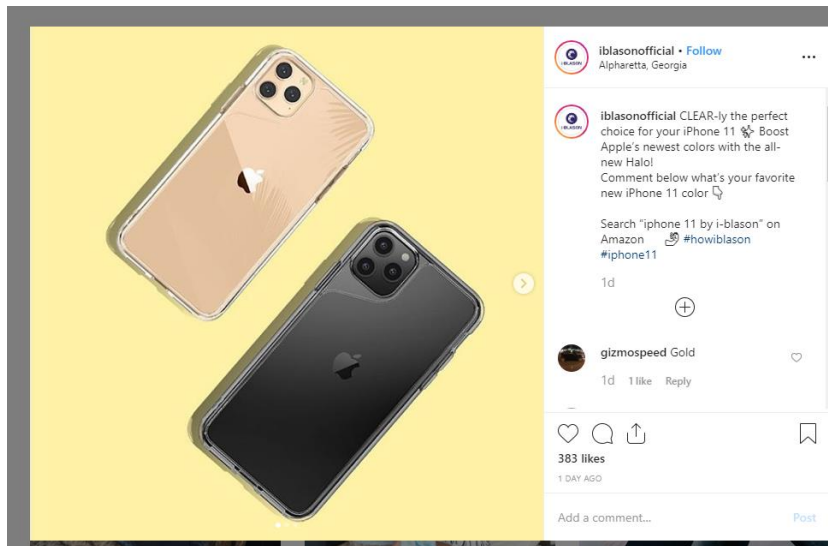 iblasonofficial • Follow
Alpharetta, Georgia
iblasonofficial CLEAR-ly the perfect
choice for your iPhone 11 ✨ Boost
Apple's newest colors with the all-
new Halo!
Comment below what's your favorite
new iPhone 11 color 👇
Search "iphone 11 by i-blason" on
Amazon 🤳 #howiblason
#iphone11
1d
gizmospeed Gold
1d 1 like Reply
383 likes
1 DAY AGO
Add a comment... Post